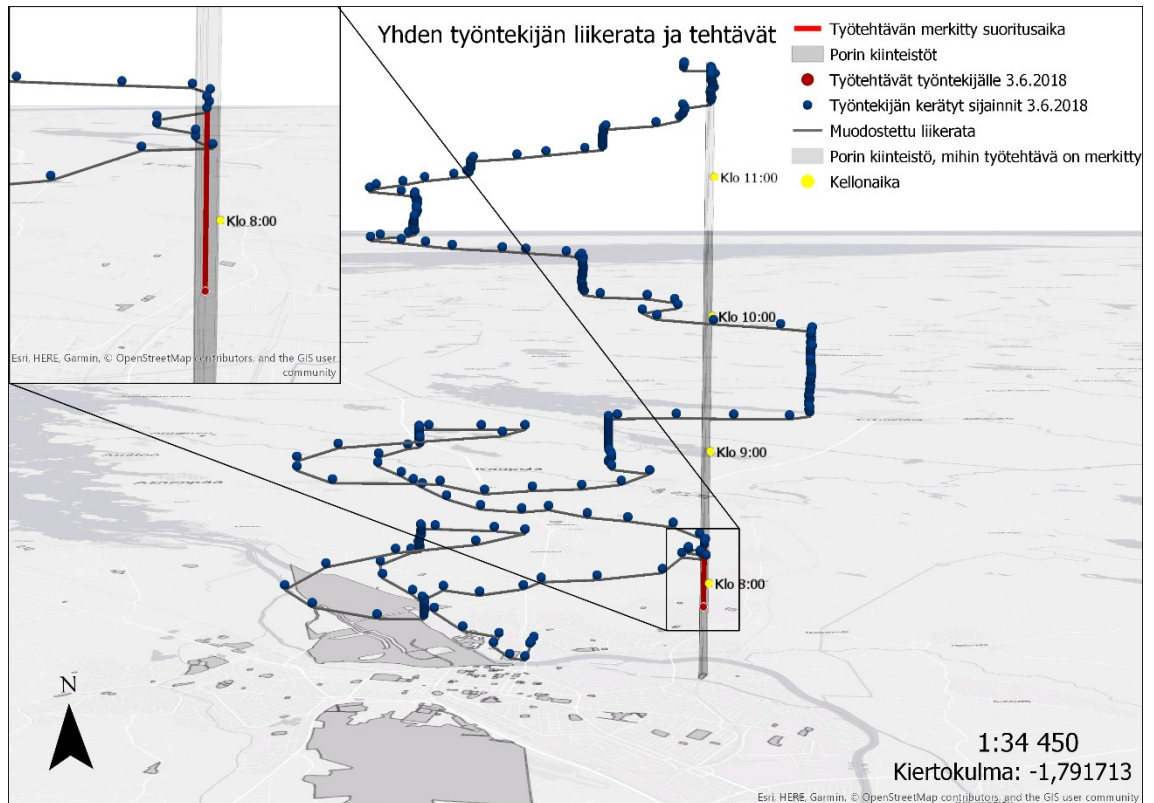 Yhden työntekijän liikerata ja tehtävät
Työtehtävän merkitty suoritusaika
Porin kiinteistöt
Työtehtävät työntekijälle 3.6.2018
Työntekijän kerätyt sijainnit 3.6.2018
Muodostettu liikerata
Porin kiinteistö, mihin työtehtävä on merkitty
Kellonaika
Klo 8:00
Esri, HERE, Garmin, © OpenStreetMap contributors, and the GIS user
community
Klo 11:00
Klo 10:00
Klo 9:00
Klo 8:00
N
1:34 450
Kiertokulma: -1,791713
Esri, HERE, Garmin, © OpenStreetMap contributors, and the GIS user community